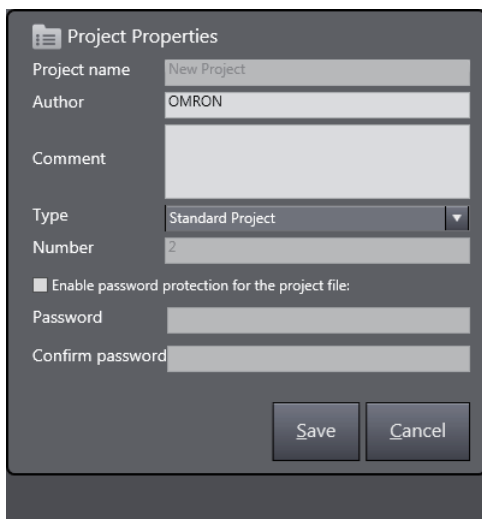 Project Properties
Project name New Project
Author OMRON
Comment
Type Standard Project
Number 2
Enable password protection for the project file:
Password
Confirm password
Save Cancel